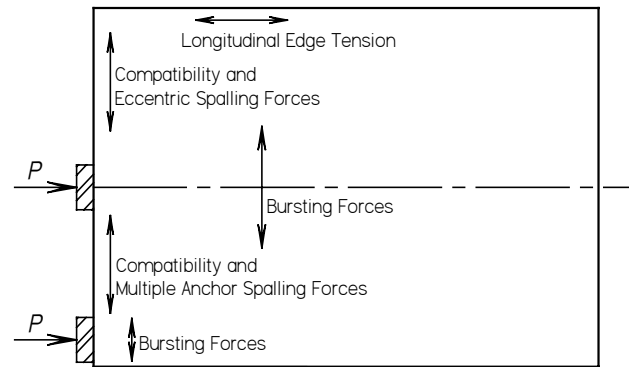 Longitudinal Edge Tension
Compatibility and
Eccentric Spalling Forces
P
Bursting Forces
Compatibility and
Multiple Anchor Spalling Forces
P
Bursting Forces